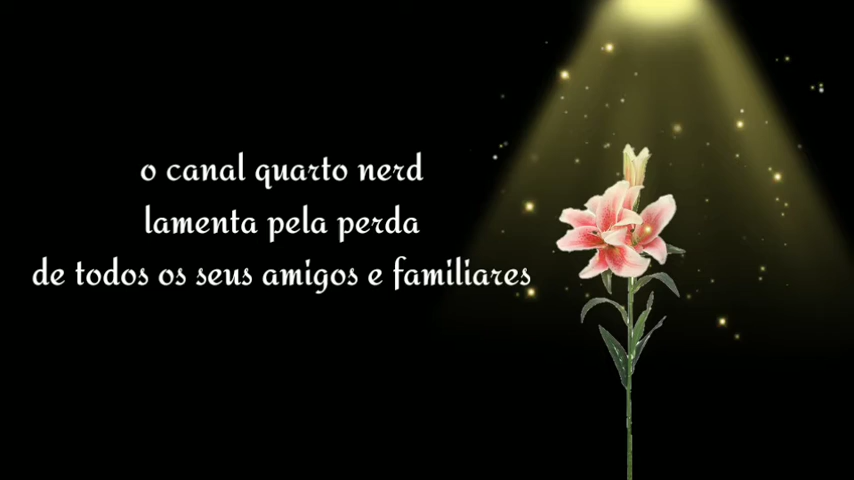 o canal quarto nerd
lamenta pela perda
de todos os seus amigos e familiares